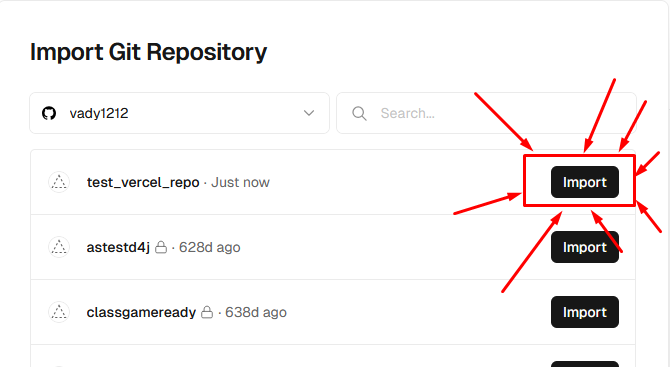 Import Git Repository
vady1212
Search...
test_vercel_repo · Just now
Import
astestd4j · 628d ago
Import
classgameready · 638d ago
Import